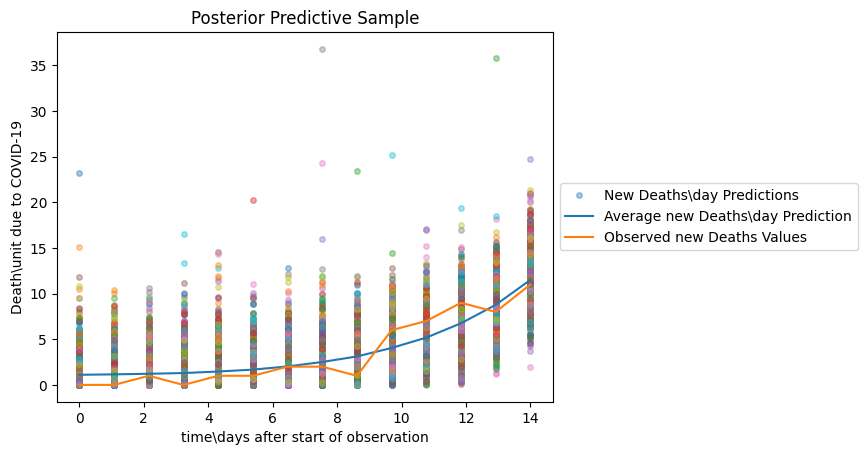 Posterior Predictive Sample
Death\unit due to COVID-19
35
30
25
20
15
10
5
0
0 2 4 6 8 10 12 14
time\days after start of observation
New Deaths\day Predictions
Average new Deaths\day Prediction
Observed new Deaths Values